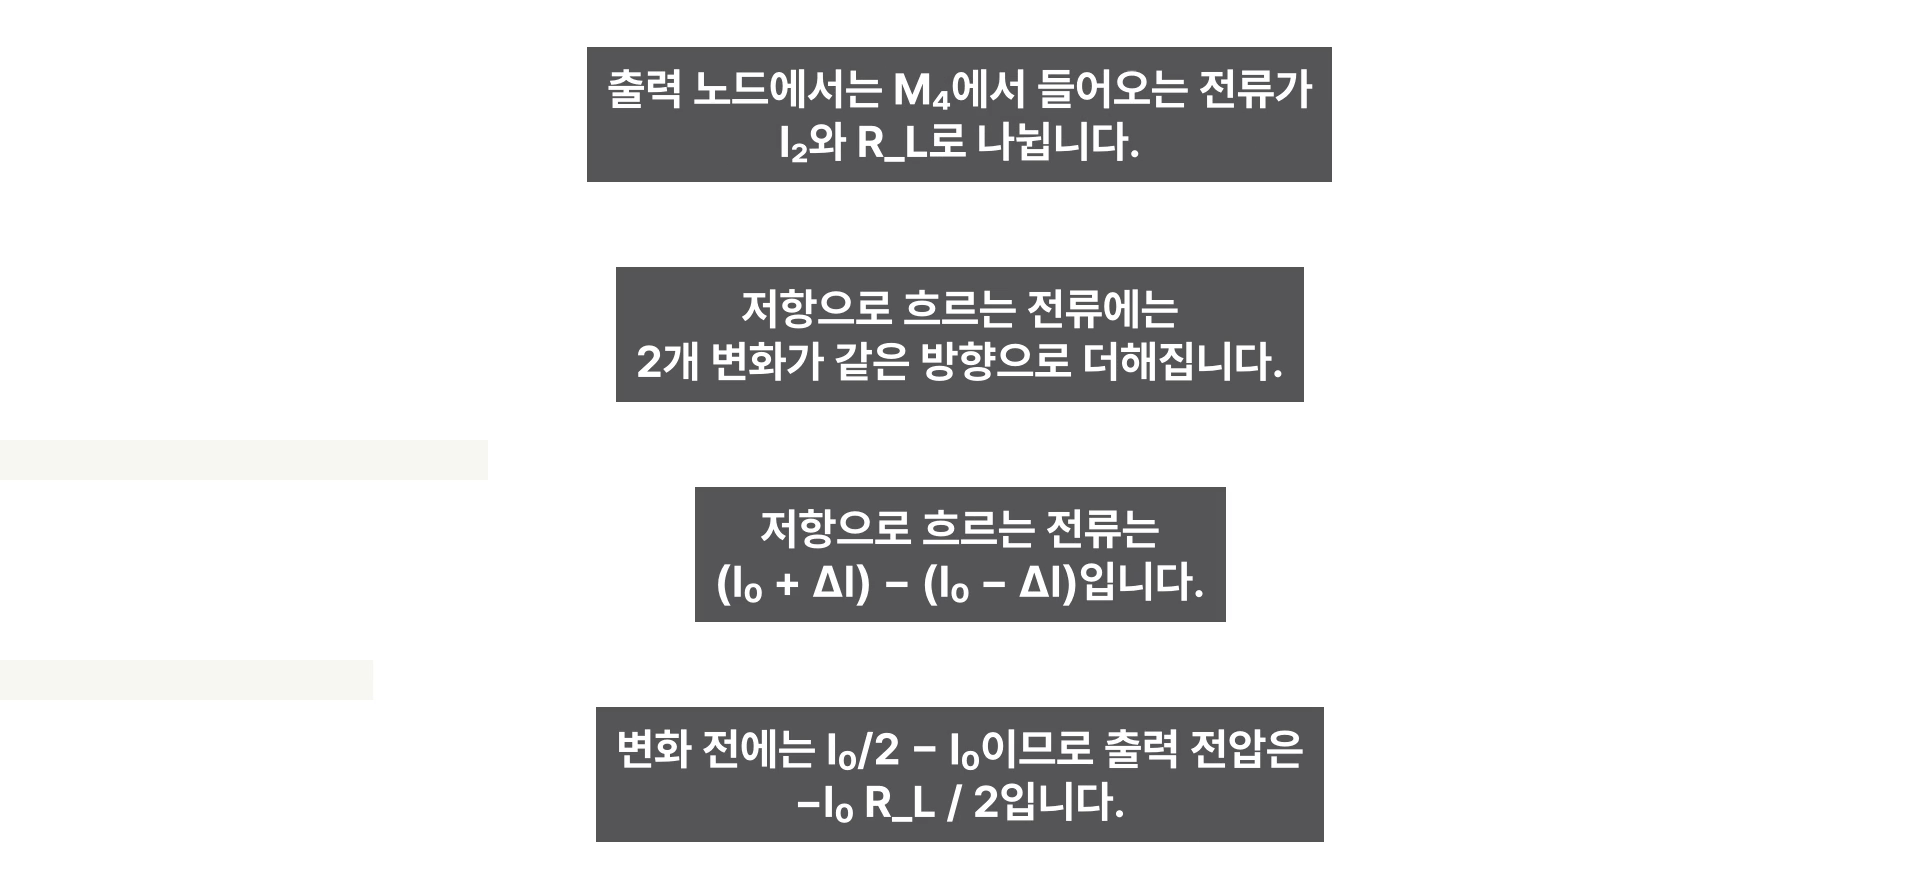 출력 노드에서는 M₄에서 들어오는 전류가
I₂와 R_L로 나뉩니다.
저항으로 흐르는 전류에는
2개 변화가 같은 방향으로 더해집니다.
저항으로 흐르는 전류는
(I₀ + ΔI) − (I₀ − ΔI)입니다.
변화 전에는 I₀/2 − I₀이므로 출력 전압은
−I₀ R_L / 2입니다.